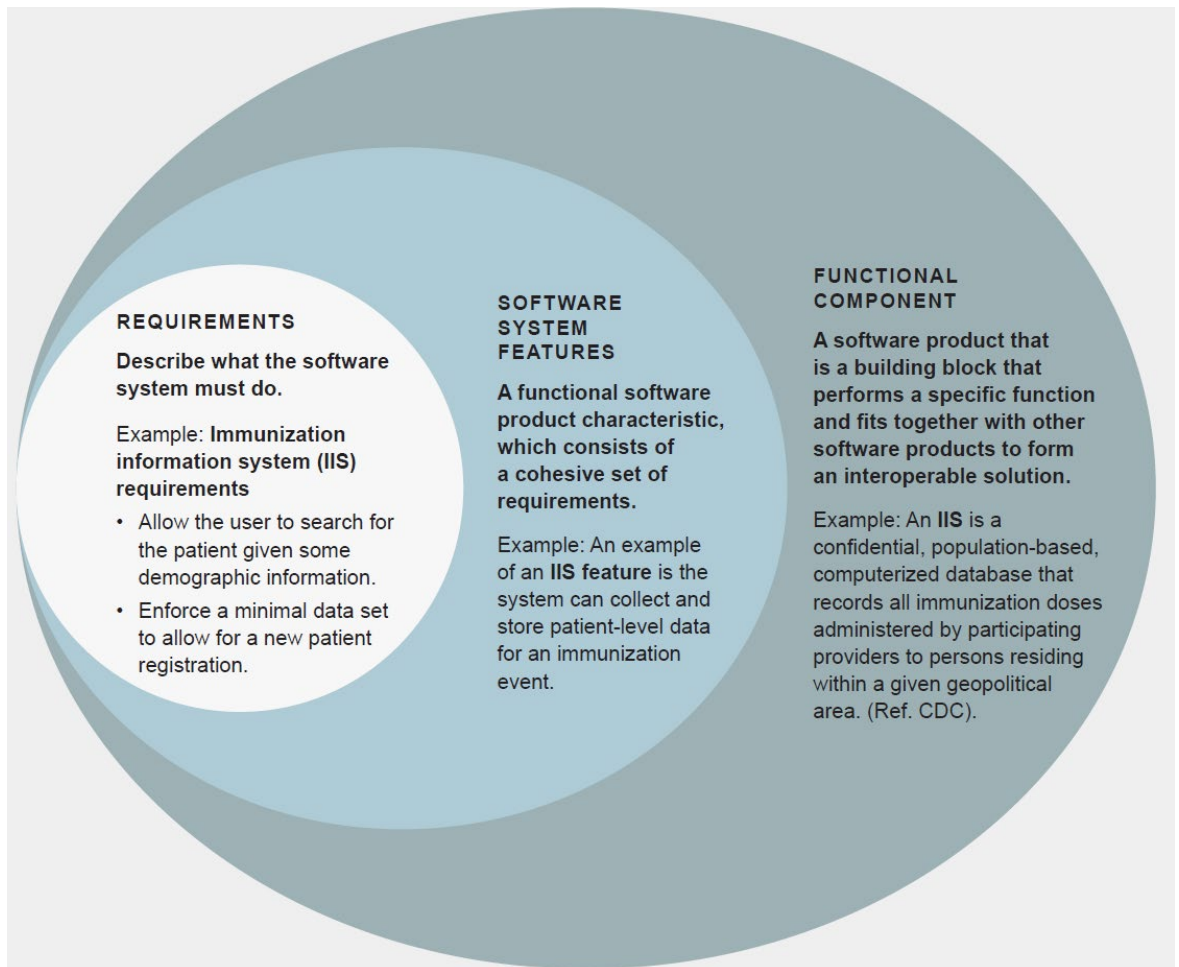 REQUIREMENTS
Describe what the software
system must do.
Example: Immunization
information system (IIS)
requirements
• Allow the user to search for
the patient given some
demographic information.
• Enforce a minimal data set
to allow for a new patient
registration.
SOFTWARE
SYSTEM
FEATURES
A functional software
product characteristic,
which consists of
a cohesive set of
requirements.
Example: An example
of an IIS feature is the
system can collect and
store patient-level data
for an immunization
event.
FUNCTIONAL
COMPONENT
A software product that
is a building block that
performs a specific function
and fits together with other
software products to form
an interoperable solution.
Example: An IIS is a
confidential, population-based,
computerized database that
records all immunization doses
administered by participating
providers to persons residing
within a given geopolitical
area. (Ref. CDC).